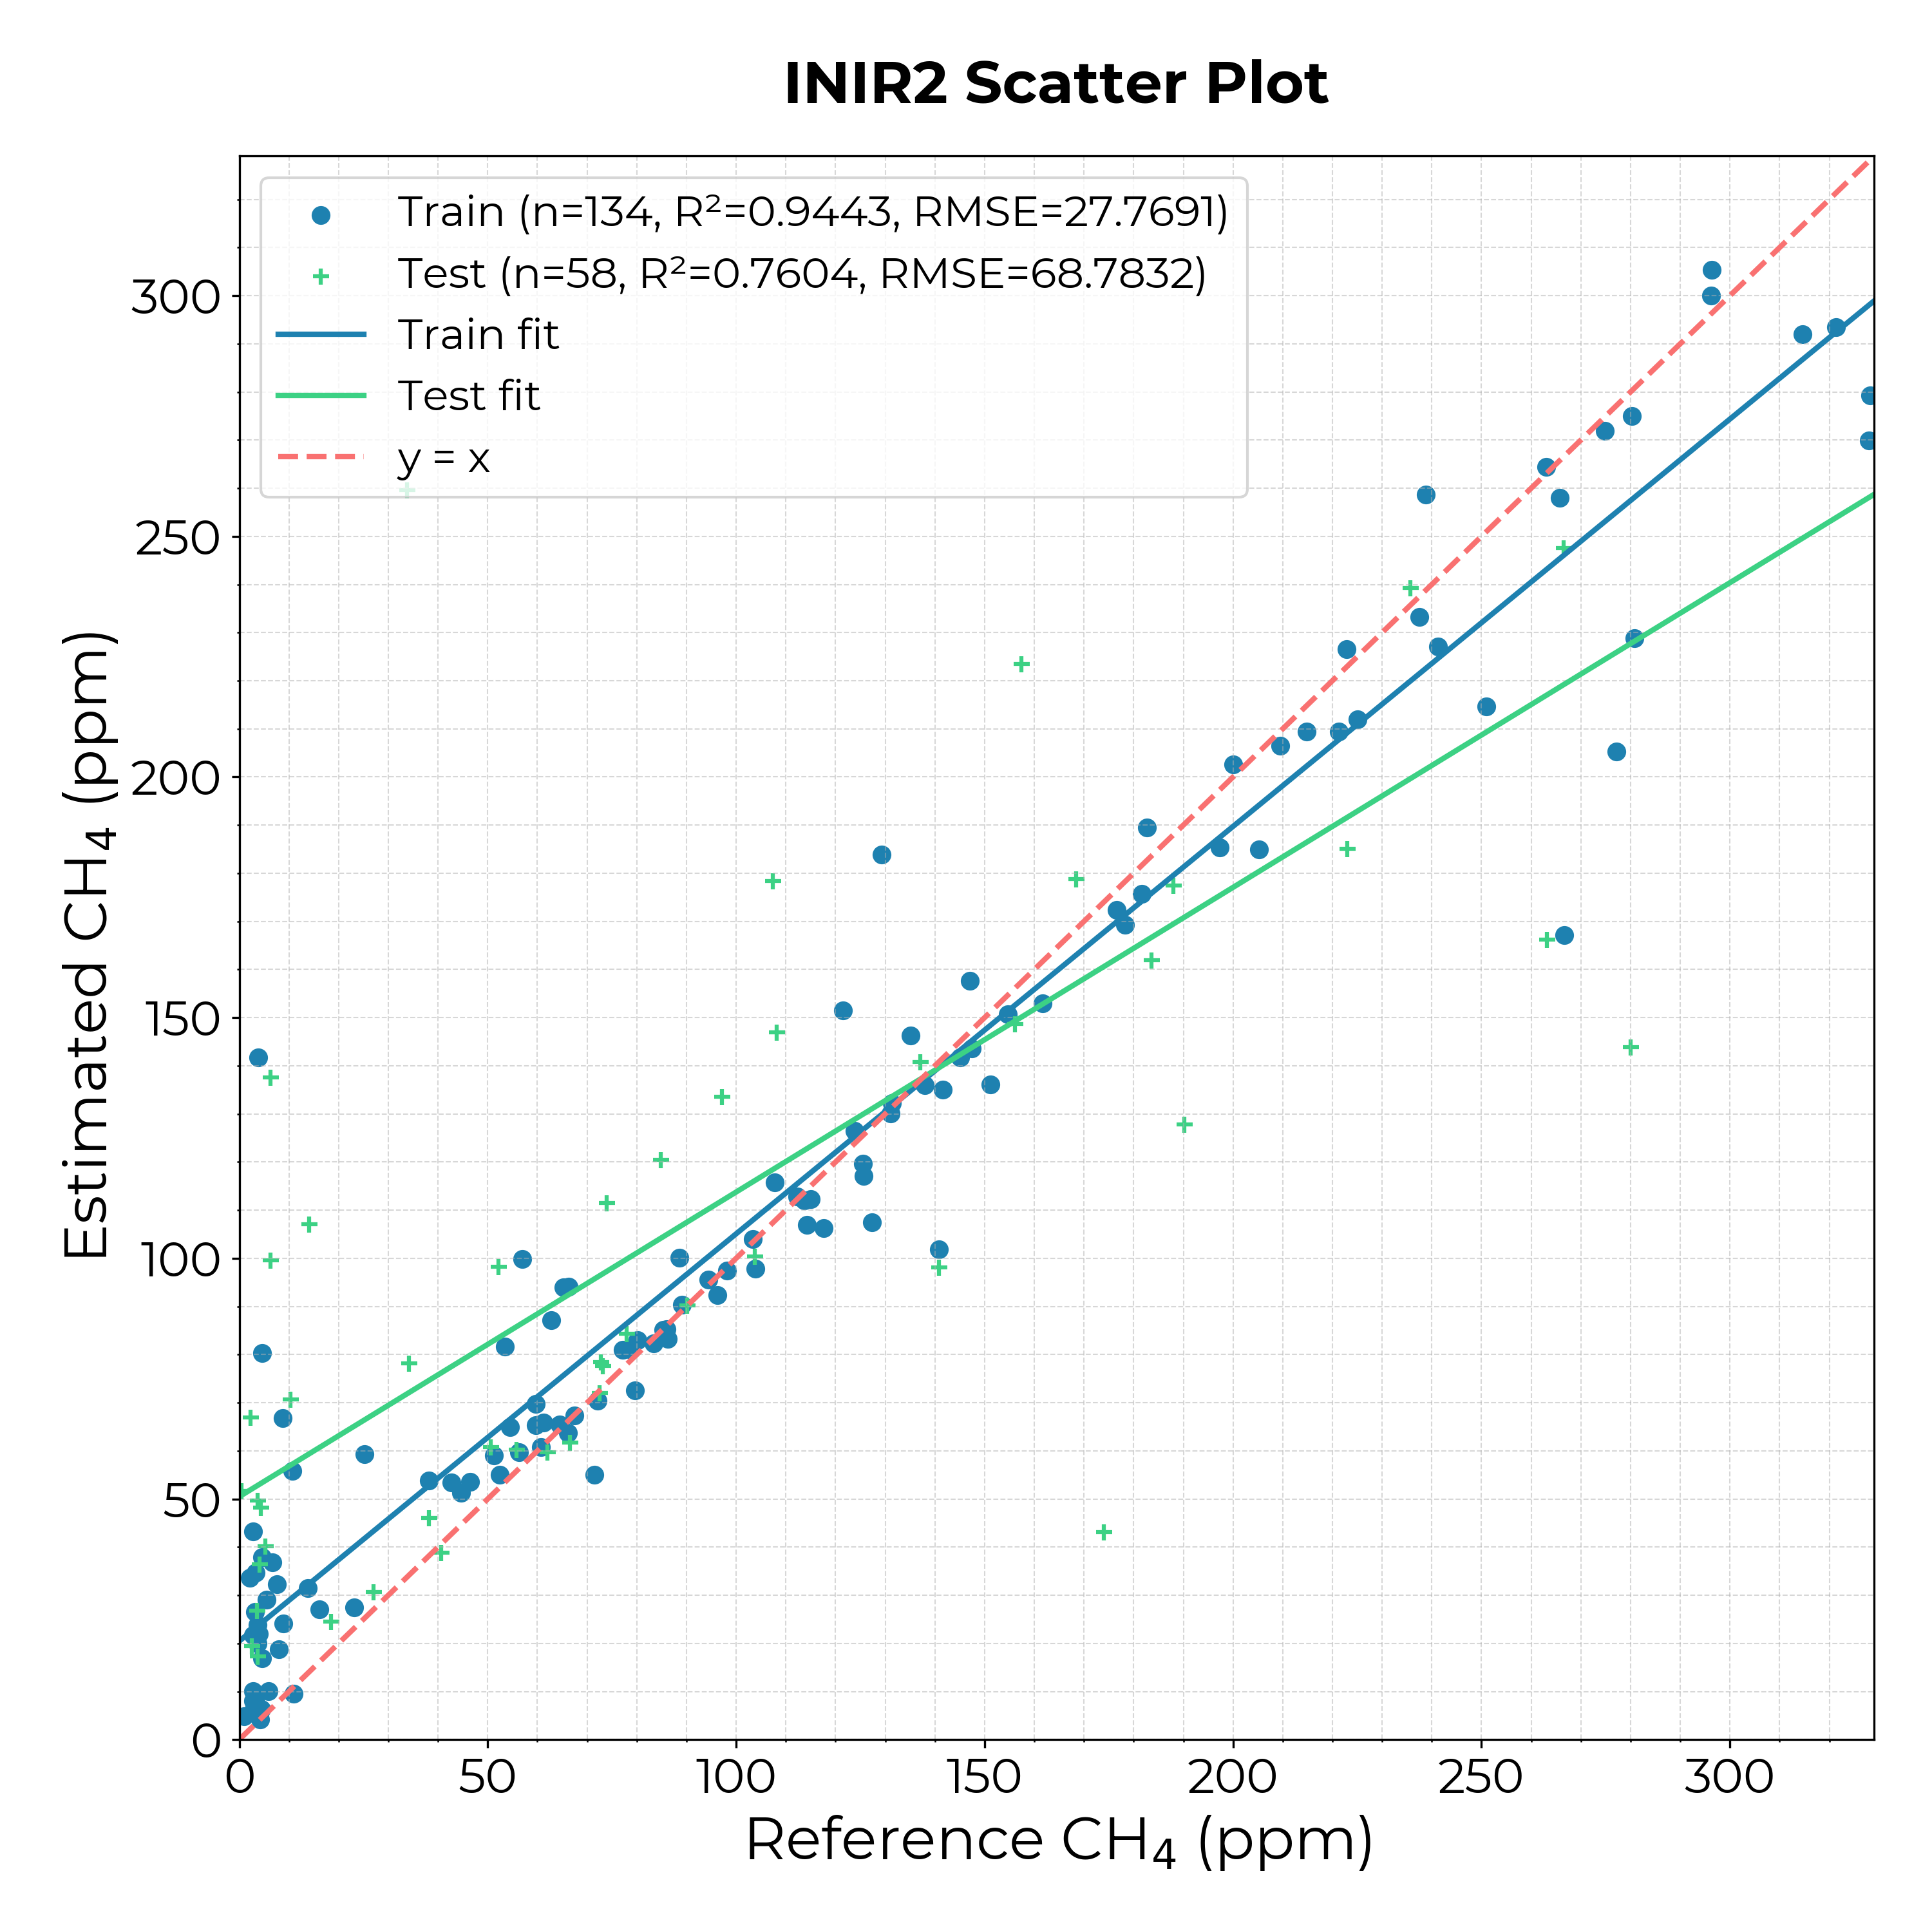 INIR2 Scatter Plot
Train (n=134, R²=0.9443, RMSE=27.7691)
Test (n=58, R²=0.7604, RMSE=68.7832)
Train fit
Test fit
y = x
Estimated CH₄ (ppm)
300
250
200
150
100
50
0
0 50 100 150 200 250 300
Reference CH₄ (ppm)